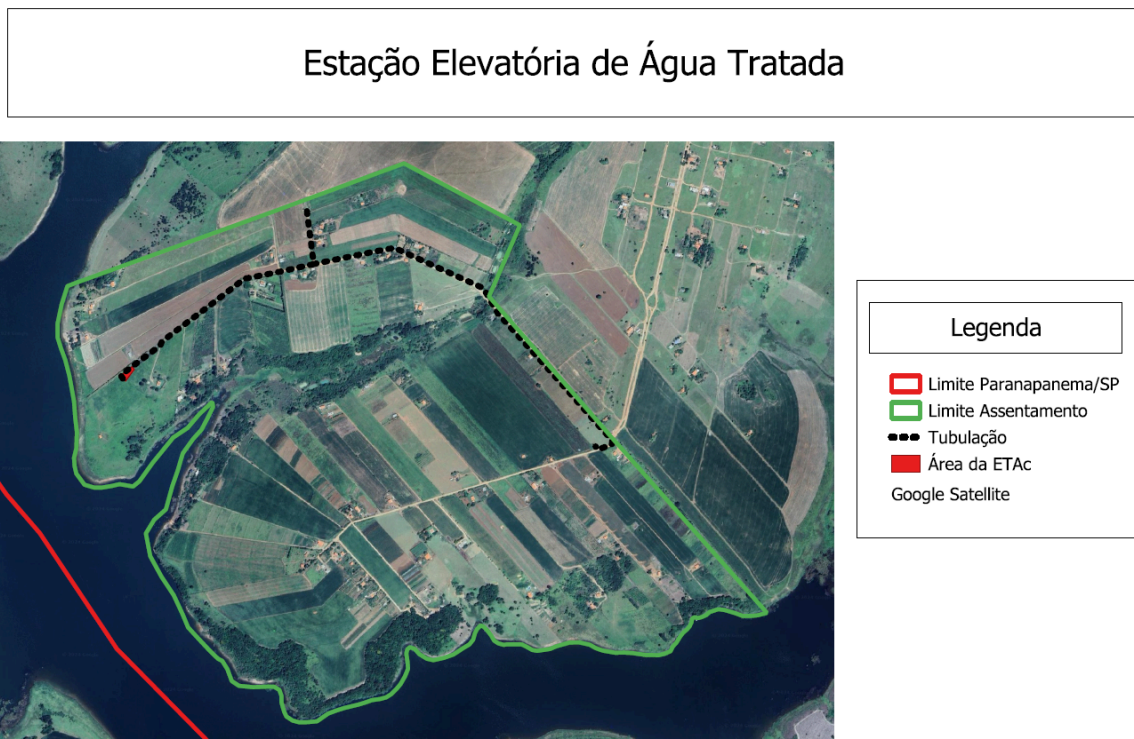 Estação Elevatória de Água Tratada
Legenda
Limite Paranapanema/SP
Limite Assentamento
Tubulação
Área da ETAc
Google Satellite